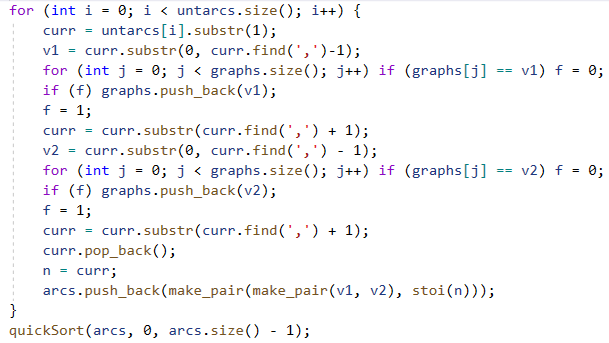 for (int i = 0; i < untarcs.size(); i++) {
    curr = untarcs[i].substr(1);
    v1 = curr.substr(0, curr.find(',')-1);
    for (int j = 0; j < graphs.size(); j++) if (graphs[j] == v1) f = 0;
    if (f) graphs.push_back(v1);
    f = 1;
    curr = curr.substr(curr.find(',') + 1);
    v2 = curr.substr(0, curr.find(',') - 1);
    for (int j = 0; j < graphs.size(); j++) if (graphs[j] == v2) f = 0;
    if (f) graphs.push_back(v2);
    f = 1;
    curr = curr.substr(curr.find(',') + 1);
    curr.pop_back();
    n = curr;
    arcs.push_back(make_pair(make_pair(v1, v2), stoi(n)));
}
quickSort(arcs, 0, arcs.size() - 1);